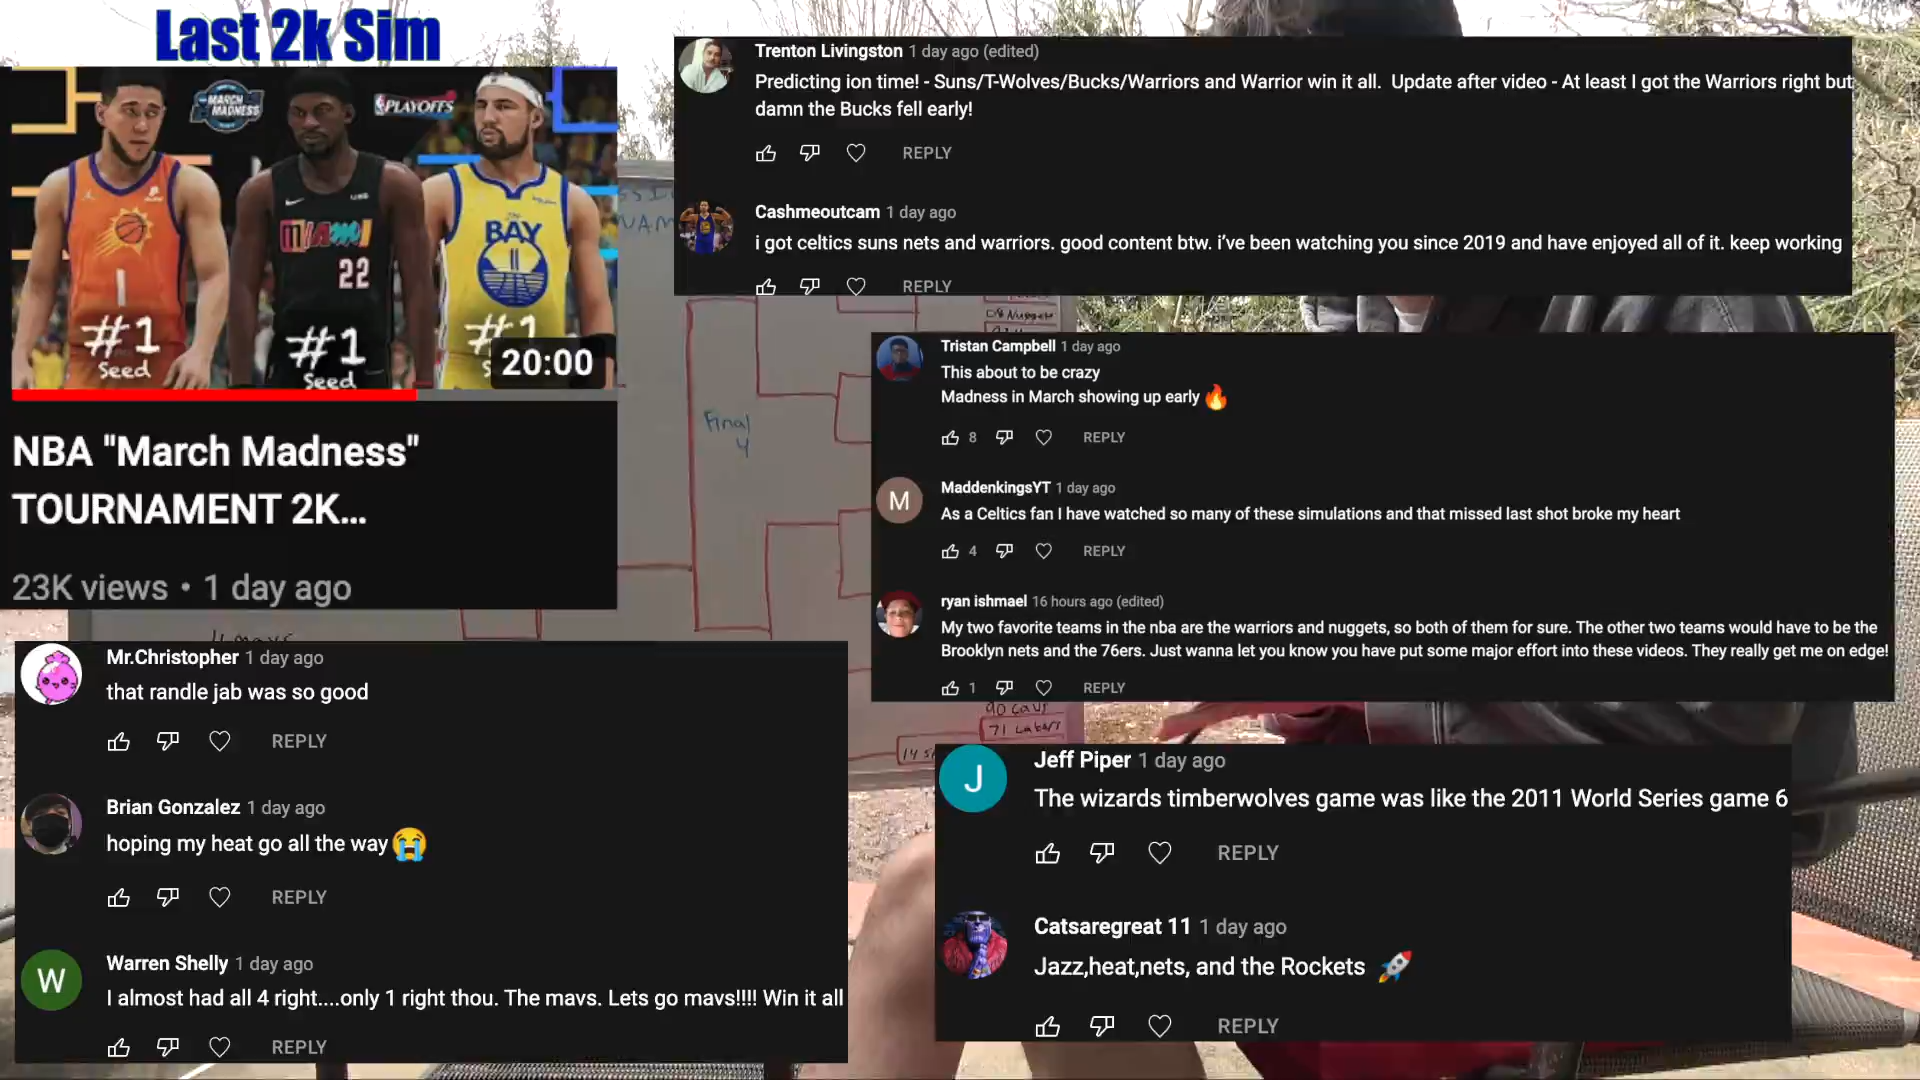 Last 2k Sim
MARCH MADNESS
PLAYOFFS
1
MIAMI
22
THE
BAY
#1
Seed
#1
Seed
#1
20:00
NBA "March Madness"
TOURNAMENT 2K...
23K views • 1 day ago
Trenton Livingston 1 day ago (edited)
Predicting ion time! - Suns/T-Wolves/Bucks/Warriors and Warrior win it all. Update after video - At least I got the Warriors right but
damn the Bucks fell early!
REPLY
Cashmeoutcam 1 day ago
i got celtics suns nets and warriors. good content btw. i've been watching you since 2019 and have enjoyed all of it. keep working
REPLY
Nuggets
Final
4
Tristan Campbell 1 day ago
This about to be crazy
Madness in March showing up early 🔥
8 REPLY
M
MaddenkingsYT 1 day ago
As a Celtics fan I have watched so many of these simulations and that missed last shot broke my heart
4 REPLY
ryan ishmael 16 hours ago (edited)
My two favorite teams in the nba are the warriors and nuggets, so both of them for sure. The other two teams would have to be the
Brooklyn nets and the 76ers. Just wanna let you know you have put some major effort into these videos. They really get me on edge!
1 REPLY
Mr.Christopher 1 day ago
that randle jab was so good
REPLY
Brian Gonzalez 1 day ago
hoping my heat go all the way 😭
REPLY
W
Warren Shelly 1 day ago
I almost had all 4 right....only 1 right thou. The mavs. Lets go mavs!!!! Win it all
REPLY
J
Jeff Piper 1 day ago
The wizards timberwolves game was like the 2011 World Series game 6
REPLY
Catsaregreat 11 1 day ago
Jazz,heat,nets, and the Rockets 🚀
REPLY